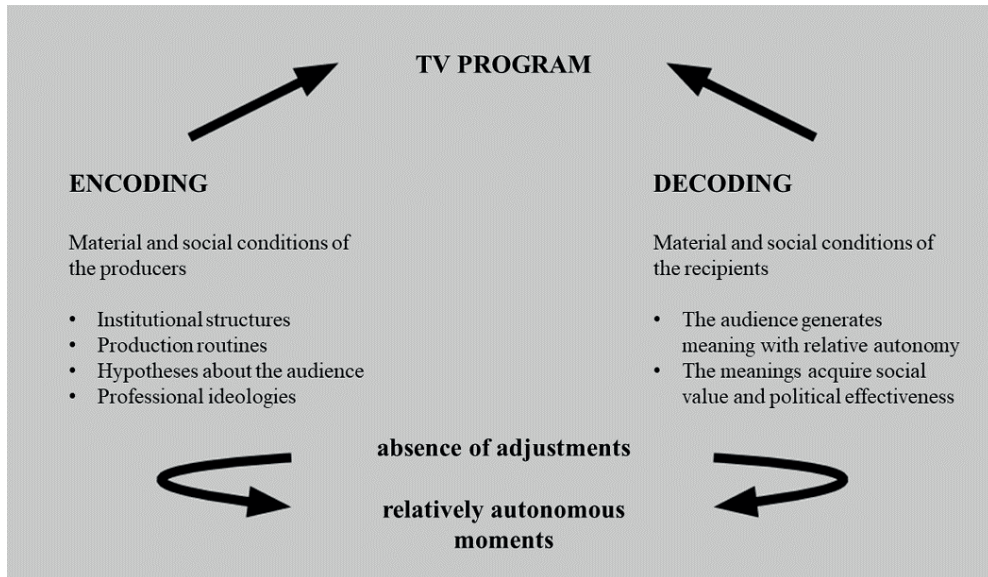 TV PROGRAM
ENCODING
Material and social conditions of
the producers
• Institutional structures
• Production routines
• Hypotheses about the audience
• Professional ideologies
DECODING
Material and social conditions of
the recipients
• The audience generates
meaning with relative autonomy
• The meanings acquire social
value and political effectiveness
absence of adjustments
relatively autonomous
moments